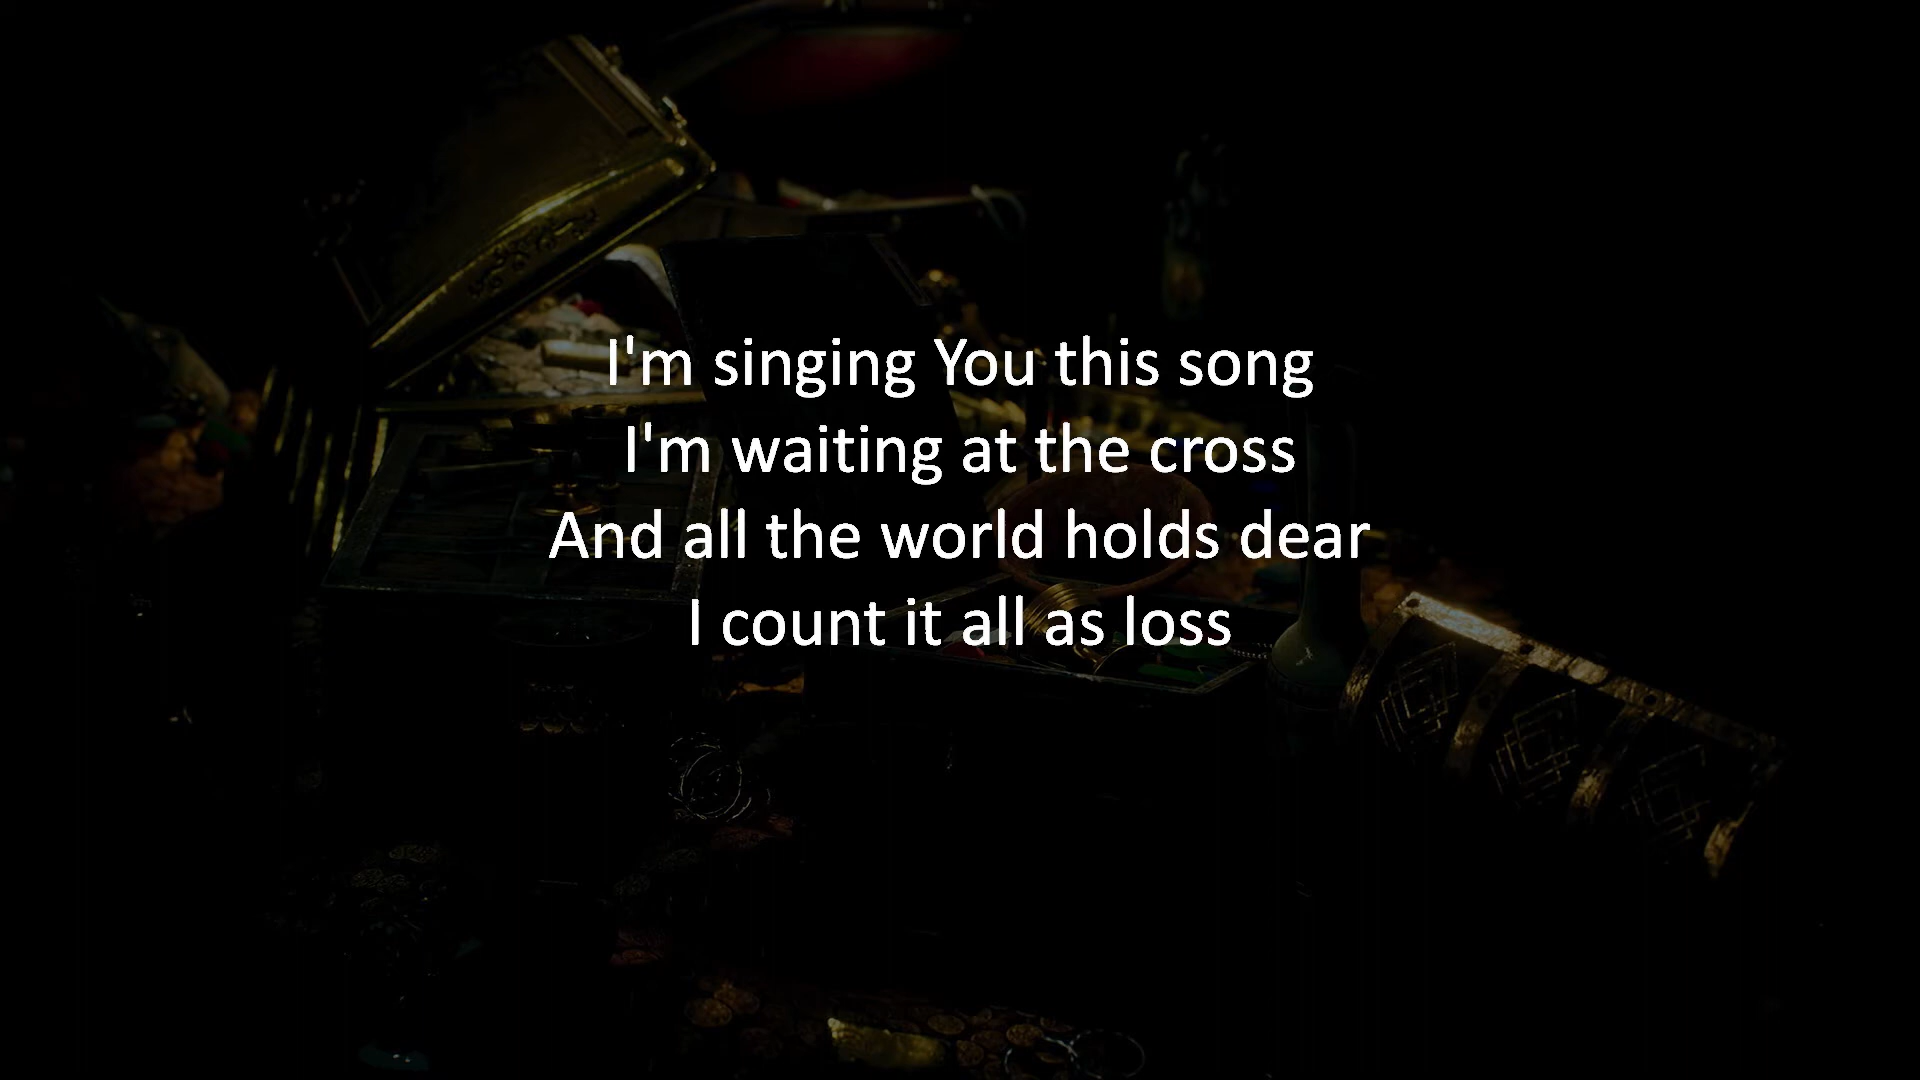 I'm singing You this song
I'm waiting at the cross
And all the world holds dear
I count it all as loss